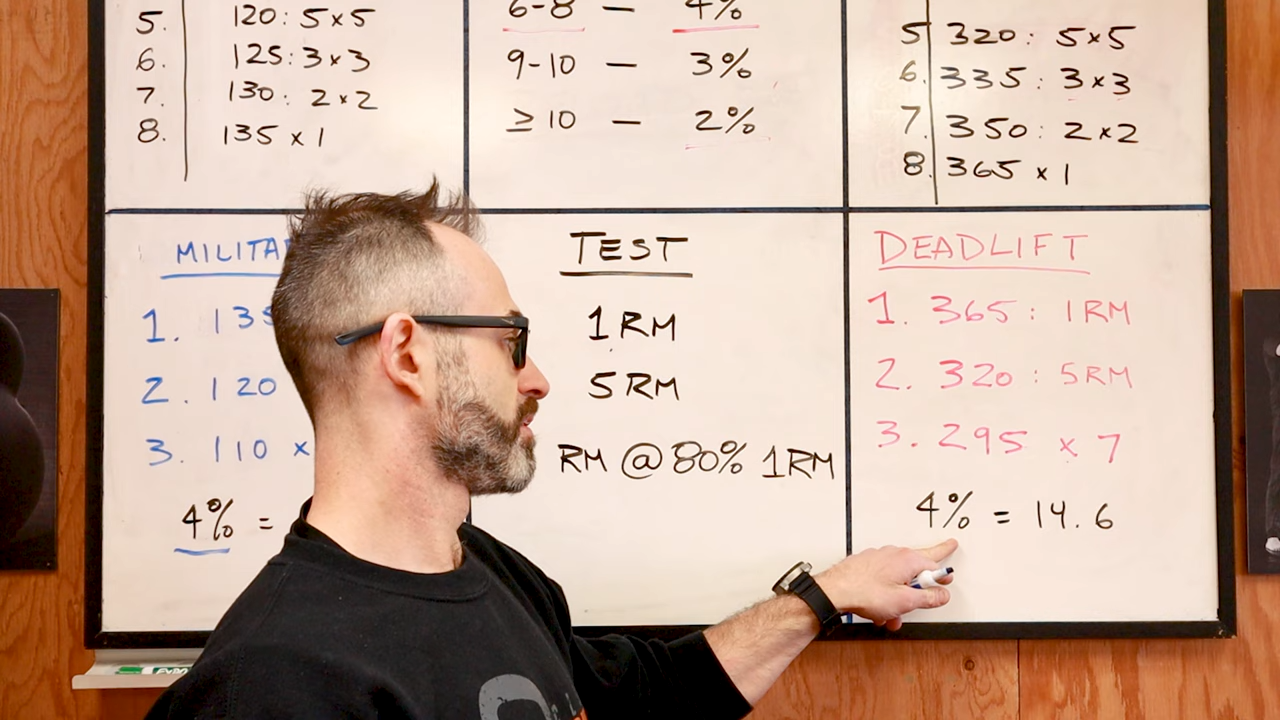 5. 120: 5x5
6. 125: 3x3
7. 130: 2x2
8. 135 x 1
6-8 — 4%
9-10 — 3%
≥10 — 2%
5 320: 5x5
6. 335: 3x3
7. 350: 2x2
8. 365 x 1
1. 135
2. 120
3. 110 x
4% =
TEST
1RM
5RM
RM @ 80% 1RM
DEADLIFT
1. 365: 1RM
2. 320: 5RM
3. 295 x 7
4% = 14.6
EXPO